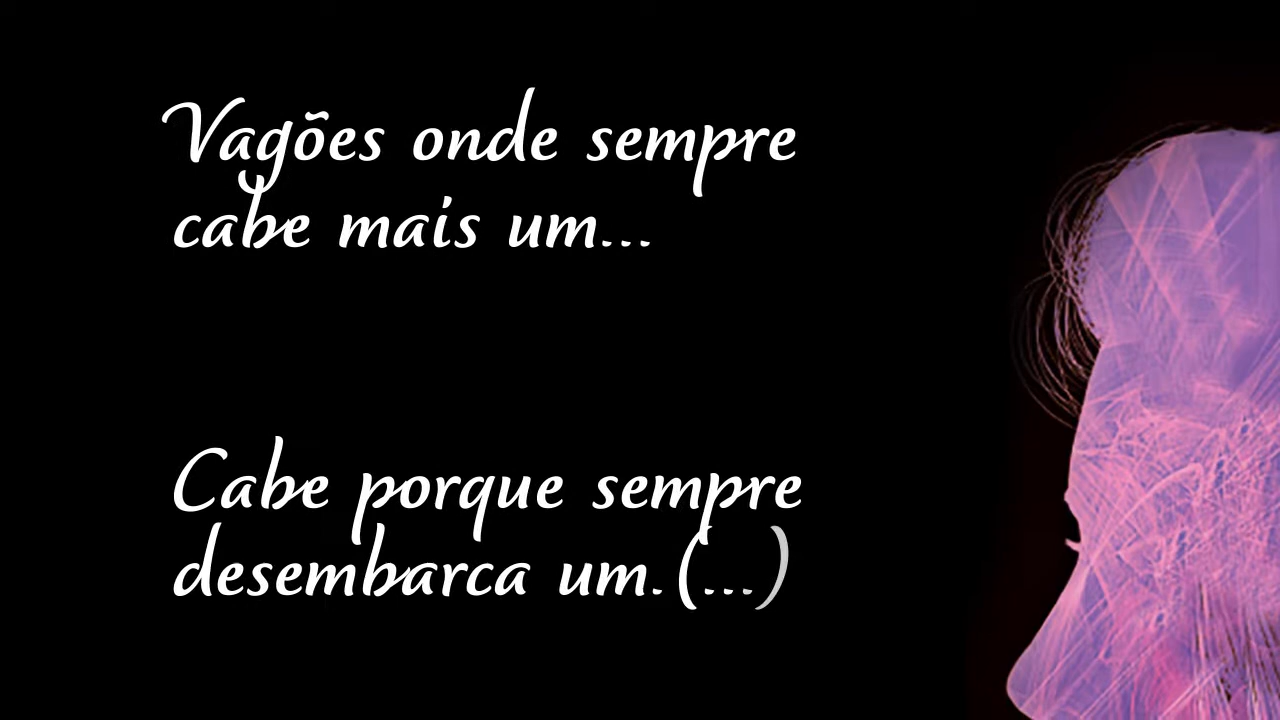 Vagões onde sempre
cabe mais um...
Cabe porque sempre
desembarca um.(...)